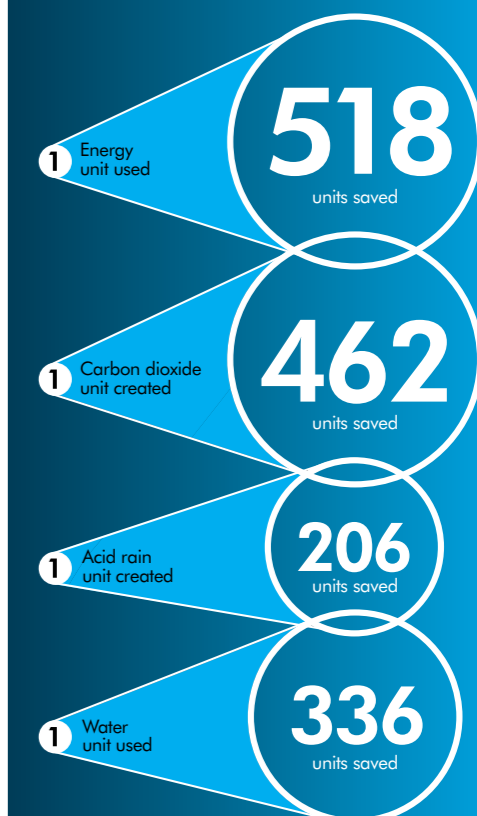 518
units saved
1
Energy
unit used
462
units saved
1
Carbon dioxide
unit created
206
units saved
1
Acid rain
unit created
336
units saved
1
Water
unit used